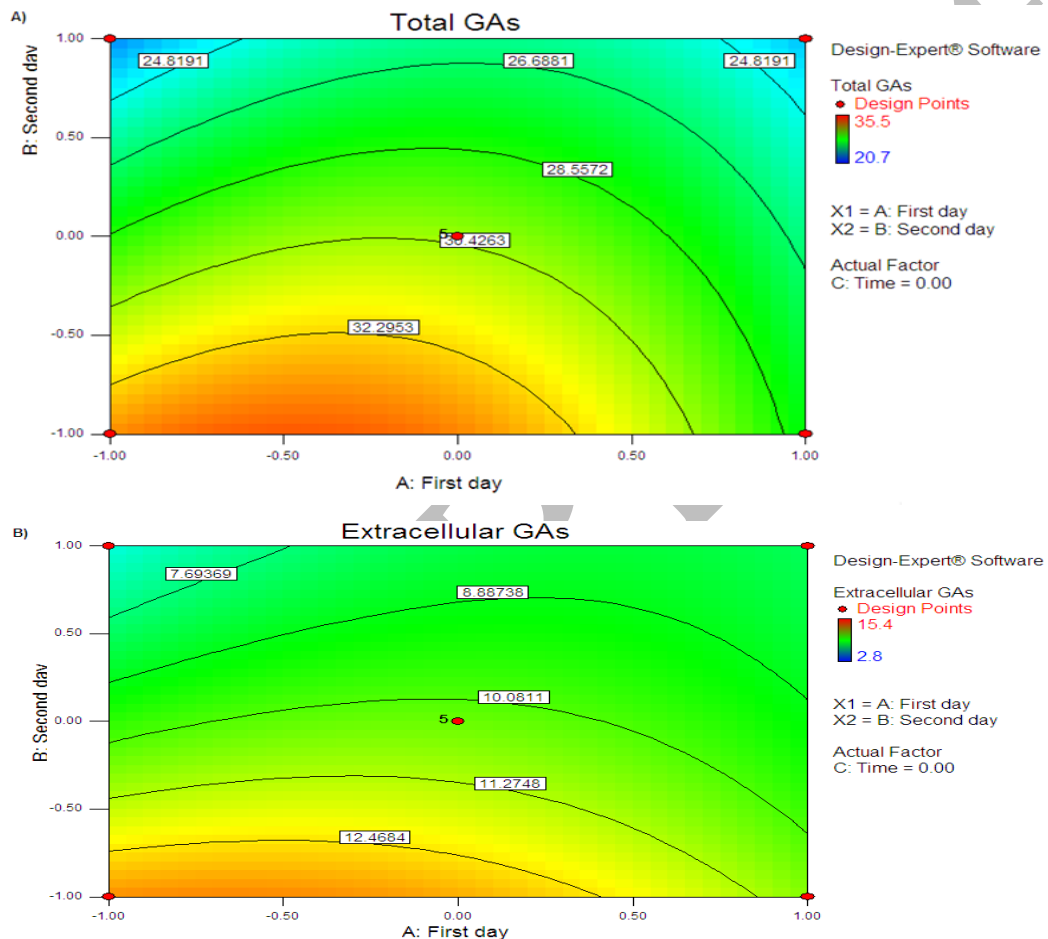 A)
Total GAs
B: Second day
1.00
0.50
0.00
-0.50
-1.00
24.8191
26.6881
24.8191
28.5572
5
30.4263
32.2953
-1.00
-0.50
0.00
0.50
1.00
A: First day
Design-Expert® Software
Total GAs
Design Points
35.5
20.7
X1 = A: First day
X2 = B: Second day
Actual Factor
C: Time = 0.00
B)
Extracellular GAs
B: Second day
1.00
0.50
0.00
-0.50
-1.00
7.69369
8.88738
10.0811
5
11.2748
12.4684
-1.00
-0.50
0.00
0.50
1.00
A: First day
Design-Expert® Software
Extracellular GAs
Design Points
15.4
2.8
X1 = A: First day
X2 = B: Second day
Actual Factor
C: Time = 0.00